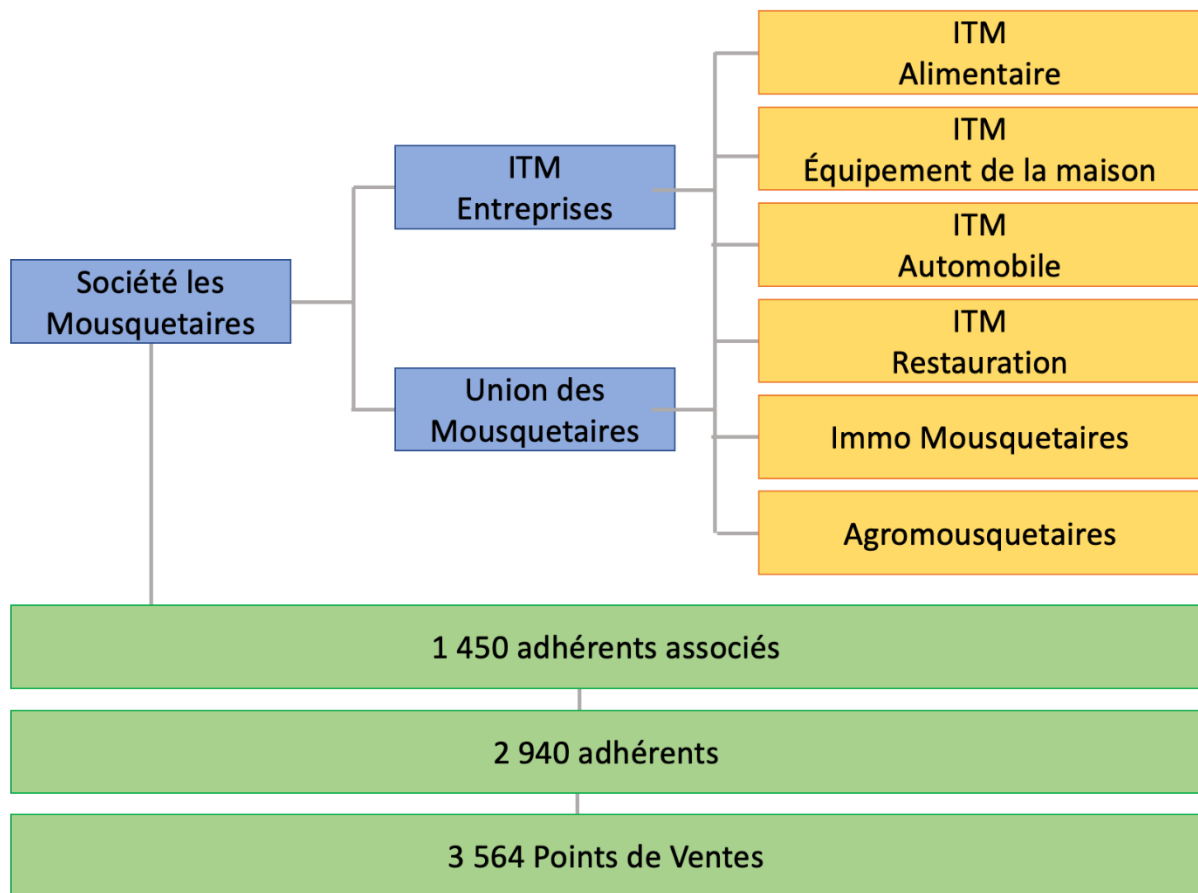 Société les
Mousquetaires
ITM
Entreprises
Union des
Mousquetaires
ITM
Alimentaire
ITM
Équipement de la maison
ITM
Automobile
ITM
Restauration
Immo Mousquetaires
Agromousquetaires
1 450 adhérents associés
2 940 adhérents
3 564 Points de Ventes